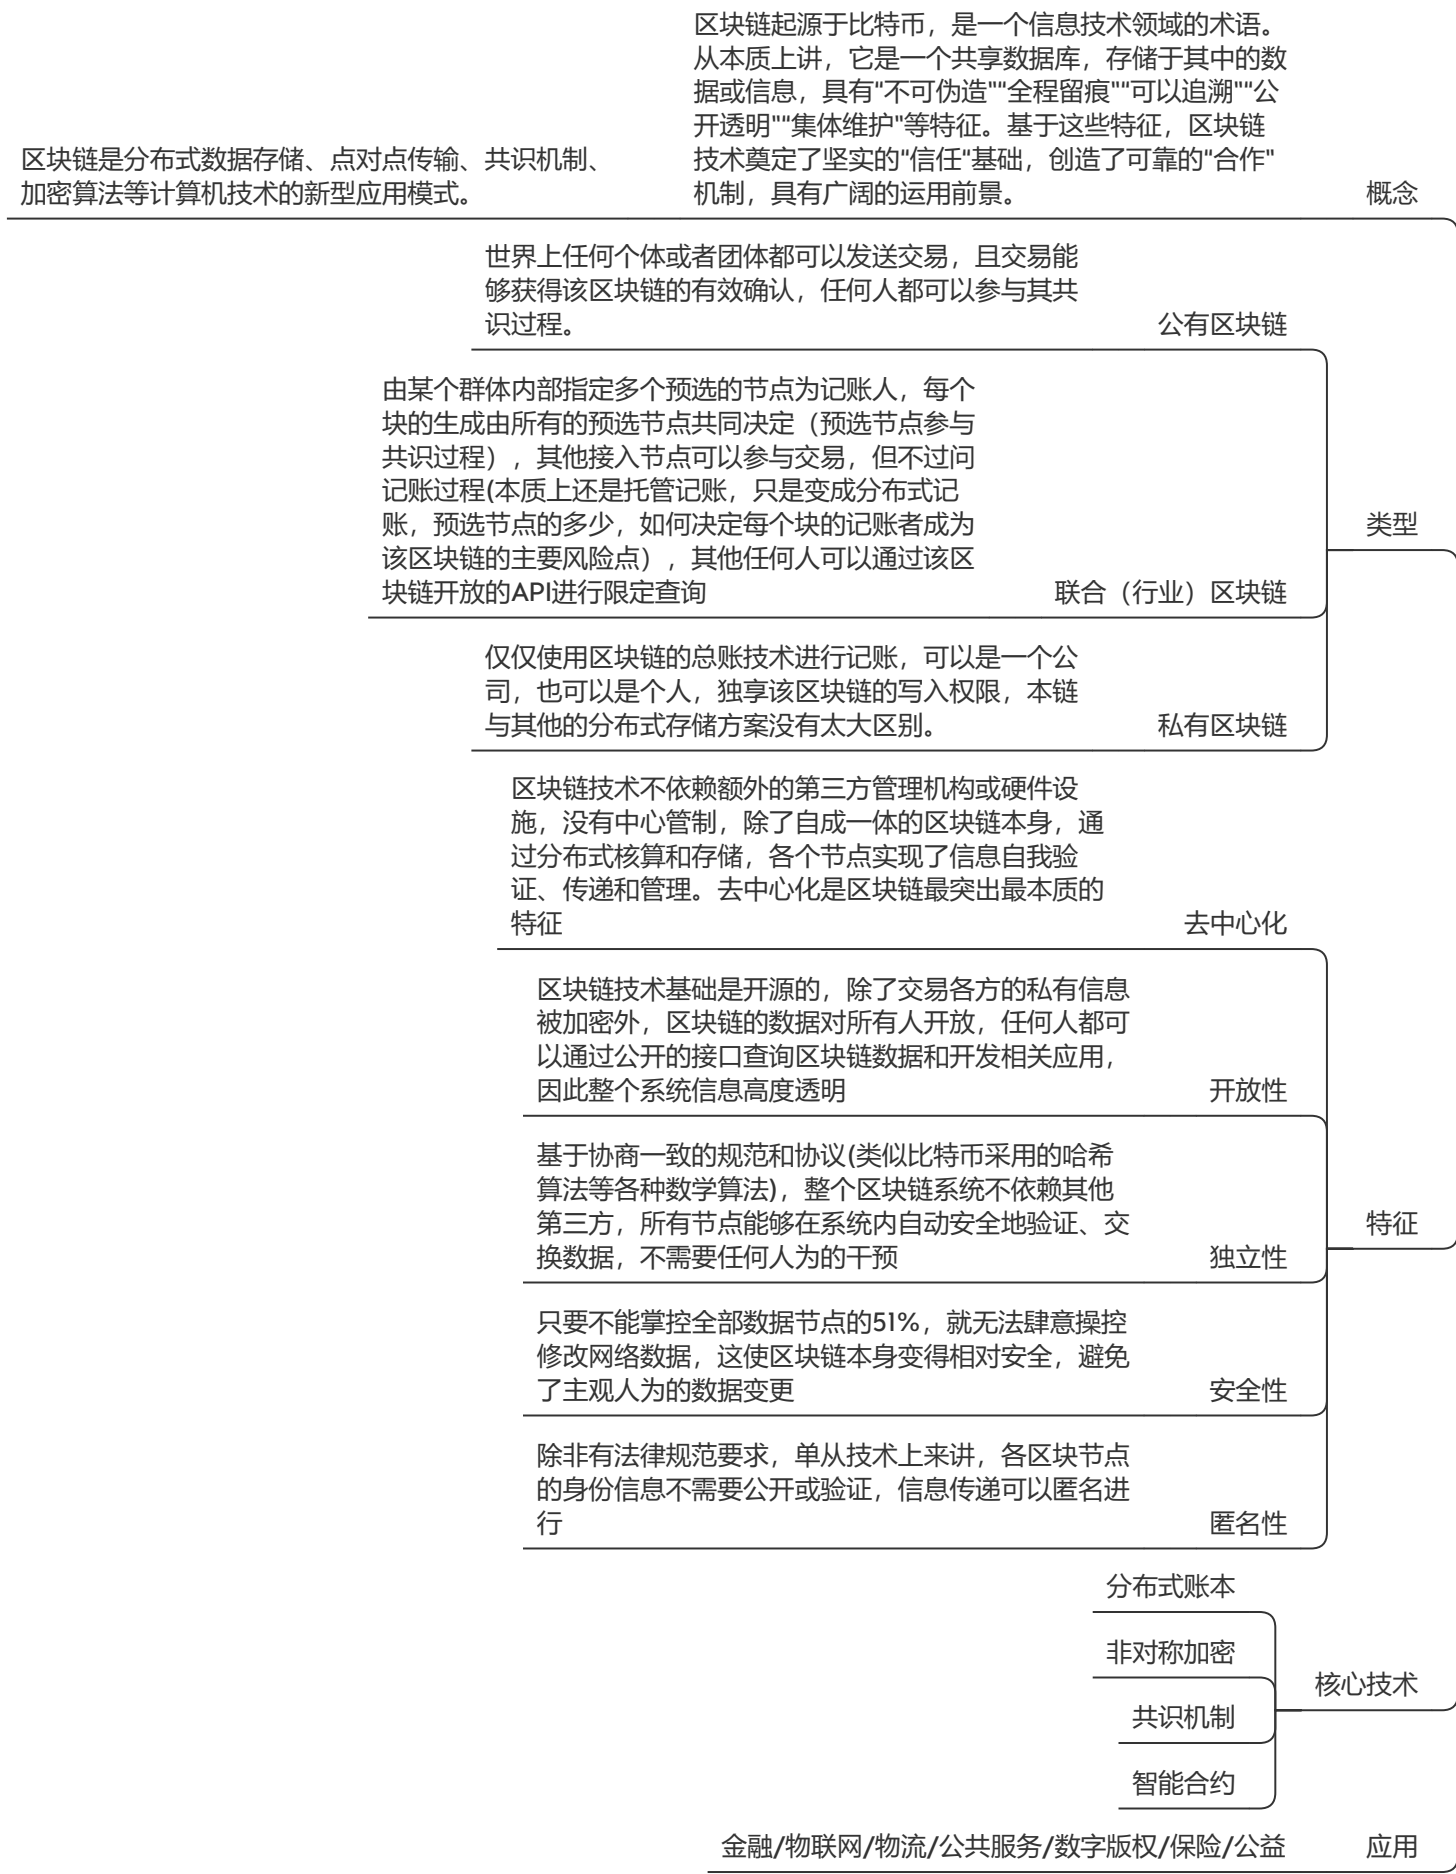 概念
区块链起源于比特币，是一个信息技术领域的术语。
从本质上讲，它是一个共享数据库，存储于其中的数
据或信息，具有"不可伪造""全程留痕""可以追溯""公
开透明""集体维护"等特征。基于这些特征，区块链
技术奠定了坚实的"信任"基础，创造了可靠的"合作"
机制，具有广阔的运用前景。
区块链是分布式数据存储、点对点传输、共识机制、
加密算法等计算机技术的新型应用模式。
类型
公有区块链
世界上任何个体或者团体都可以发送交易，且交易能
够获得该区块链的有效确认，任何人都可以参与其共
识过程。
联合（行业）区块链
由某个群体内部指定多个预选的节点为记账人，每个
块的生成由所有的预选节点共同决定（预选节点参与
共识过程），其他接入节点可以参与交易，但不过问
记账过程(本质上还是托管记账，只是变成分布式记
账，预选节点的多少，如何决定每个块的记账者成为
该区块链的主要风险点），其他任何人可以通过该区
块链开放的API进行限定查询
私有区块链
仅仅使用区块链的总账技术进行记账，可以是一个公
司，也可以是个人，独享该区块链的写入权限，本链
与其他的分布式存储方案没有太大区别。
特征
去中心化
区块链技术不依赖额外的第三方管理机构或硬件设
施，没有中心管制，除了自成一体的区块链本身，通
过分布式核算和存储，各个节点实现了信息自我验
证、传递和管理。去中心化是区块链最突出最本质的
特征
开放性
区块链技术基础是开源的，除了交易各方的私有信息
被加密外，区块链的数据对所有人开放，任何人都可
以通过公开的接口查询区块链数据和开发相关应用，
因此整个系统信息高度透明
独立性
基于协商一致的规范和协议(类似比特币采用的哈希
算法等各种数学算法)，整个区块链系统不依赖其他
第三方，所有节点能够在系统内自动安全地验证、交
换数据，不需要任何人为的干预
安全性
只要不能掌控全部数据节点的51%，就无法肆意操控
修改网络数据，这使区块链本身变得相对安全，避免
了主观人为的数据变更
匿名性
除非有法律规范要求，单从技术上来讲，各区块节点
的身份信息不需要公开或验证，信息传递可以匿名进
行
核心技术
分布式账本
非对称加密
共识机制
智能合约
应用
金融/物联网/物流/公共服务/数字版权/保险/公益